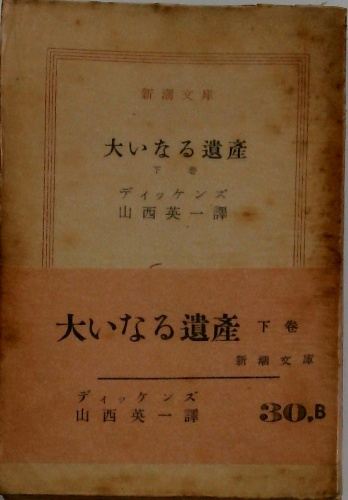 新潮文庫
大いなる遺產
下巻
ディッケンズ
山西英一譯
大いなる遺產 下巻
新潮文庫
ディッケンズ
山西英一譯
30.B